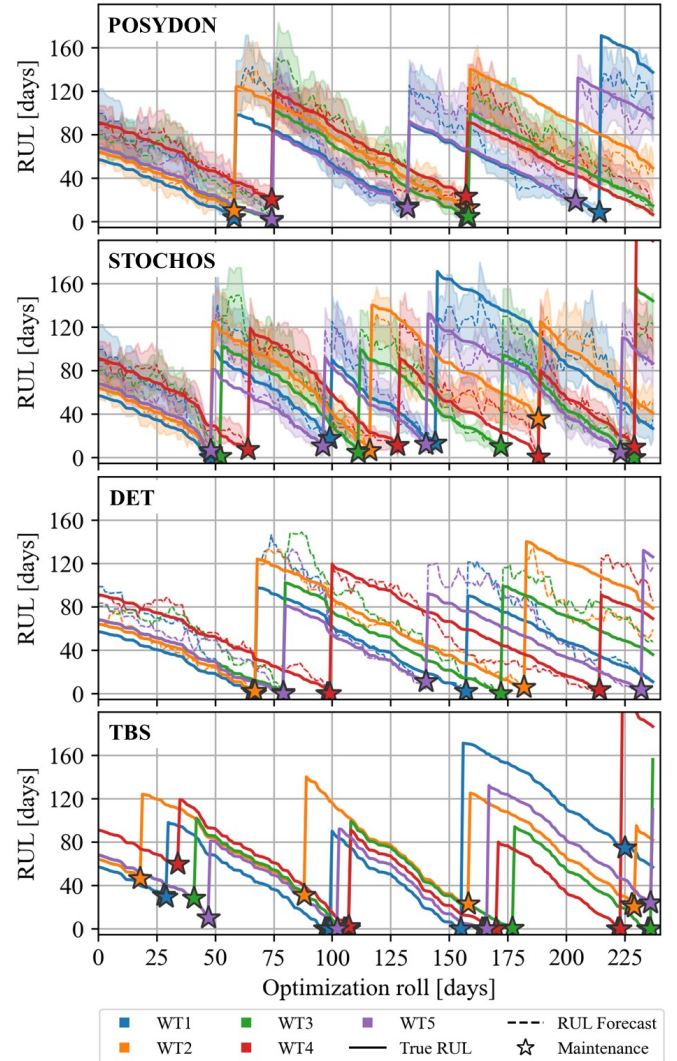 POSYDON
RUL [days]
160
120
80
40
0
STOCHOS
RUL [days]
160
120
80
40
0
DET
RUL [days]
160
120
80
40
0
TBS
RUL [days]
160
120
80
40
0
0 25 50 75 100 125 150 175 200 225
Optimization roll [days]
WT1 WT3 WT5 RUL Forecast
WT2 WT4 True RUL Maintenance